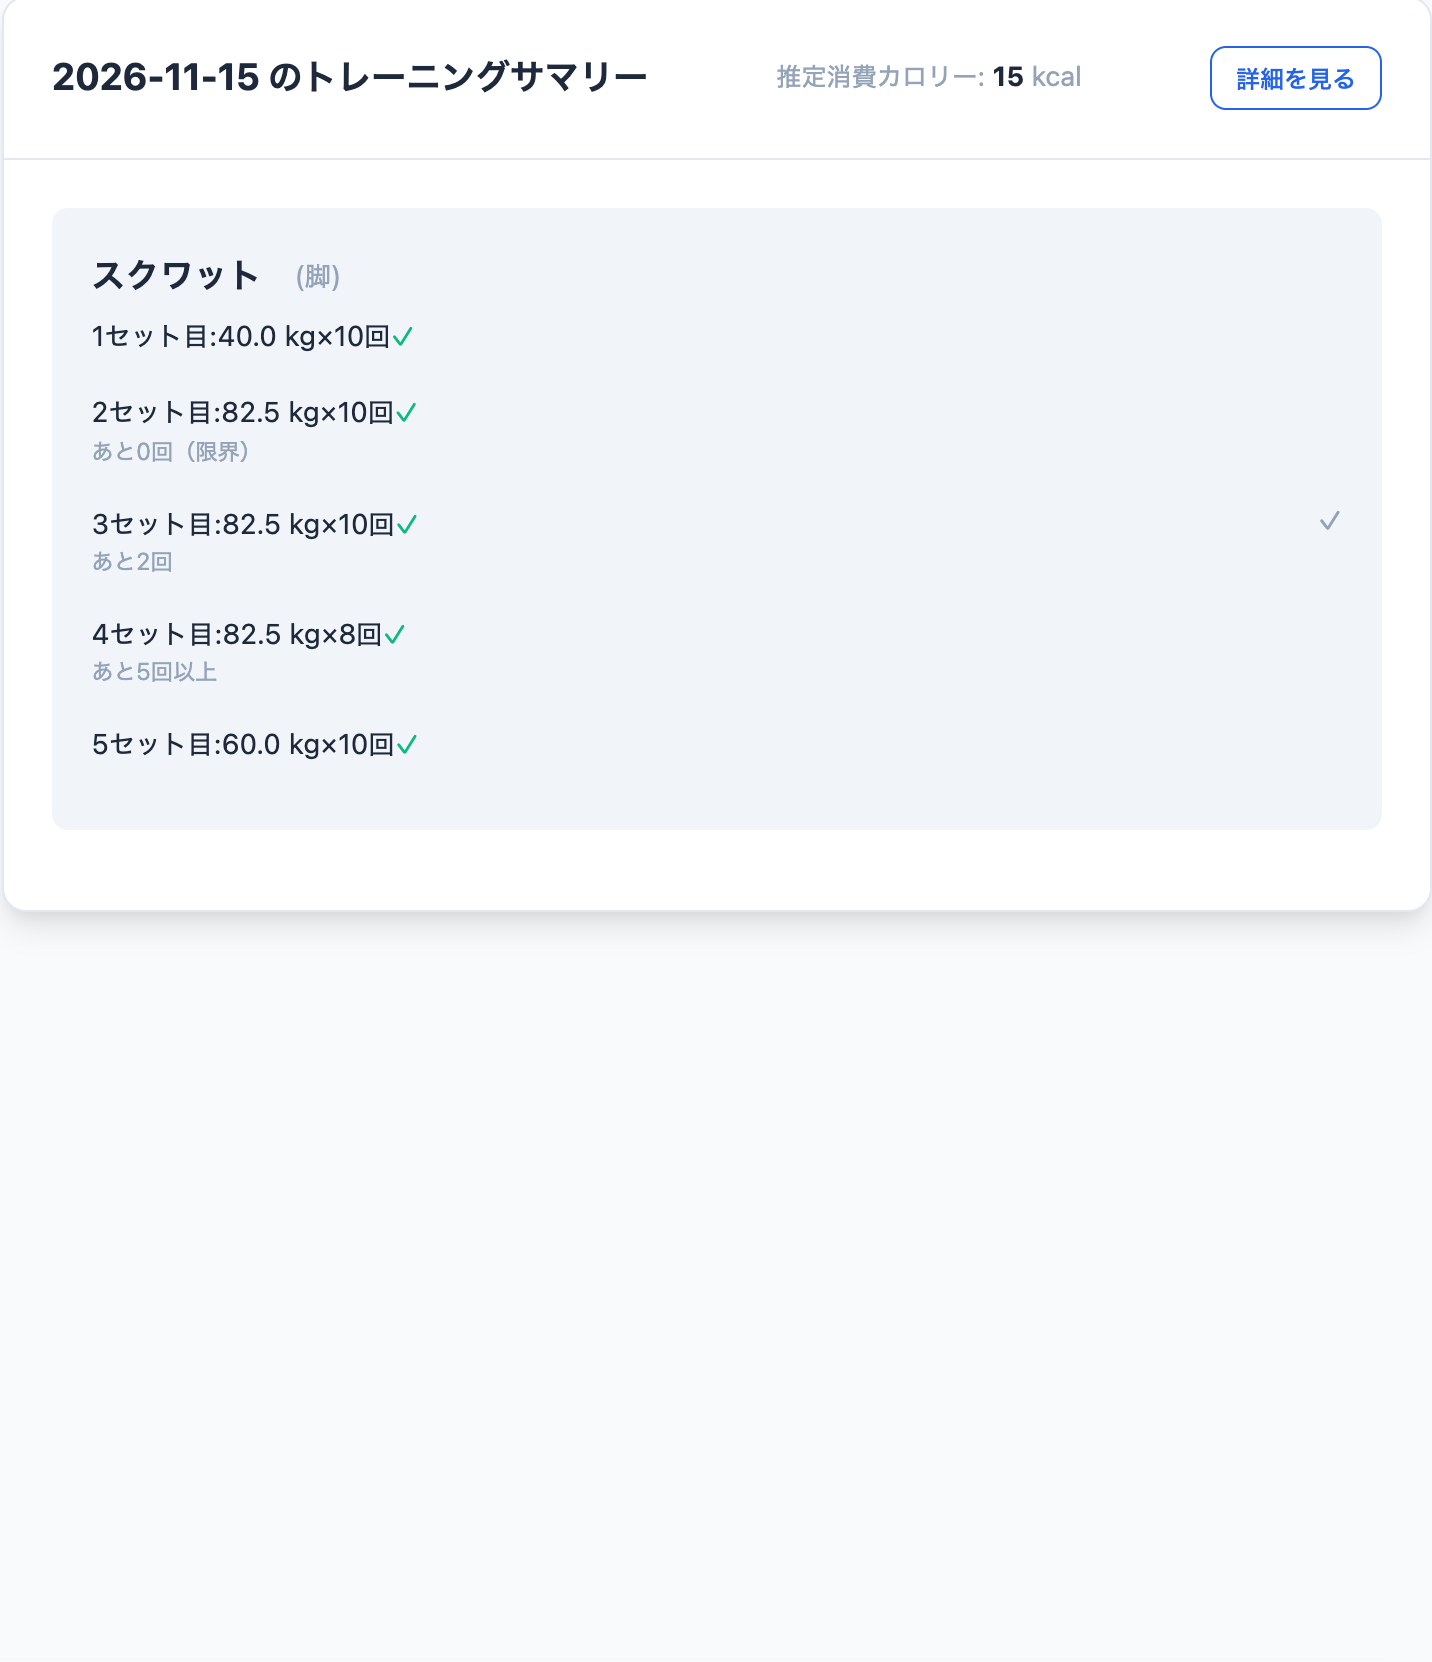 2026-11-15 のトレーニングサマリー
推定消費カロリー: 15 kcal
詳細を見る
スクワット (脚)
1セット目:40.0 kg×10回✓
2セット目:82.5 kg×10回✓
あと0回（限界）
3セット目:82.5 kg×10回✓
あと2回
4セット目:82.5 kg×8回✓
あと5回以上
5セット目:60.0 kg×10回✓